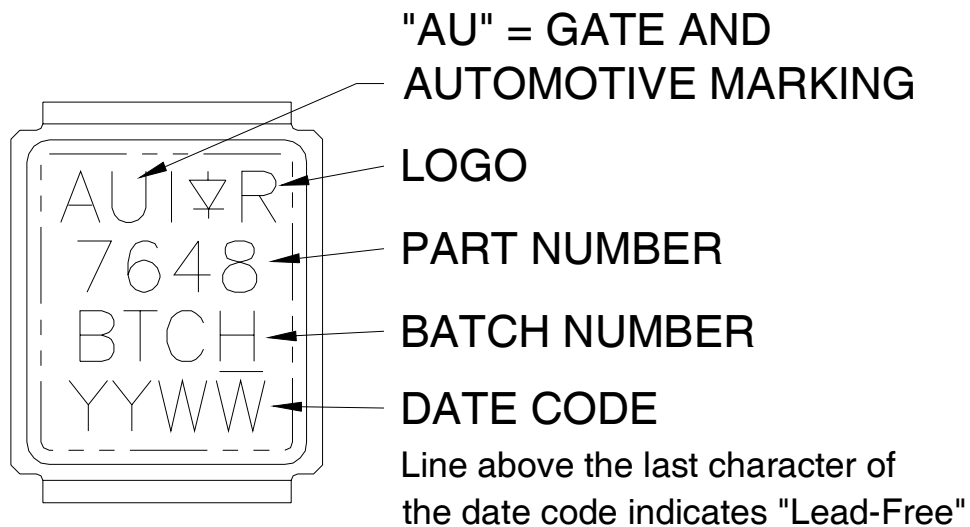 "AU" = GATE AND
AUTOMOTIVE MARKING
AUI R
LOGO
7648
PART NUMBER
BTCH
BATCH NUMBER
YYWW
DATE CODE
Line above the last character of
the date code indicates "Lead-Free"